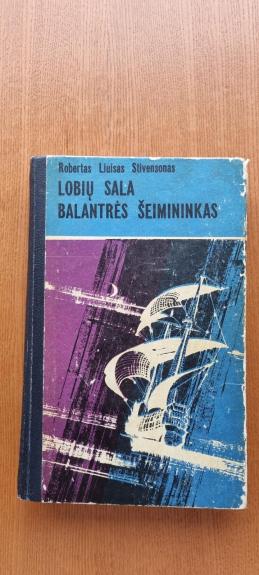 Robertas Liuisas Stivensonas
LOBIŲ SALA
BALANTRĖS ŠEIMININKAS